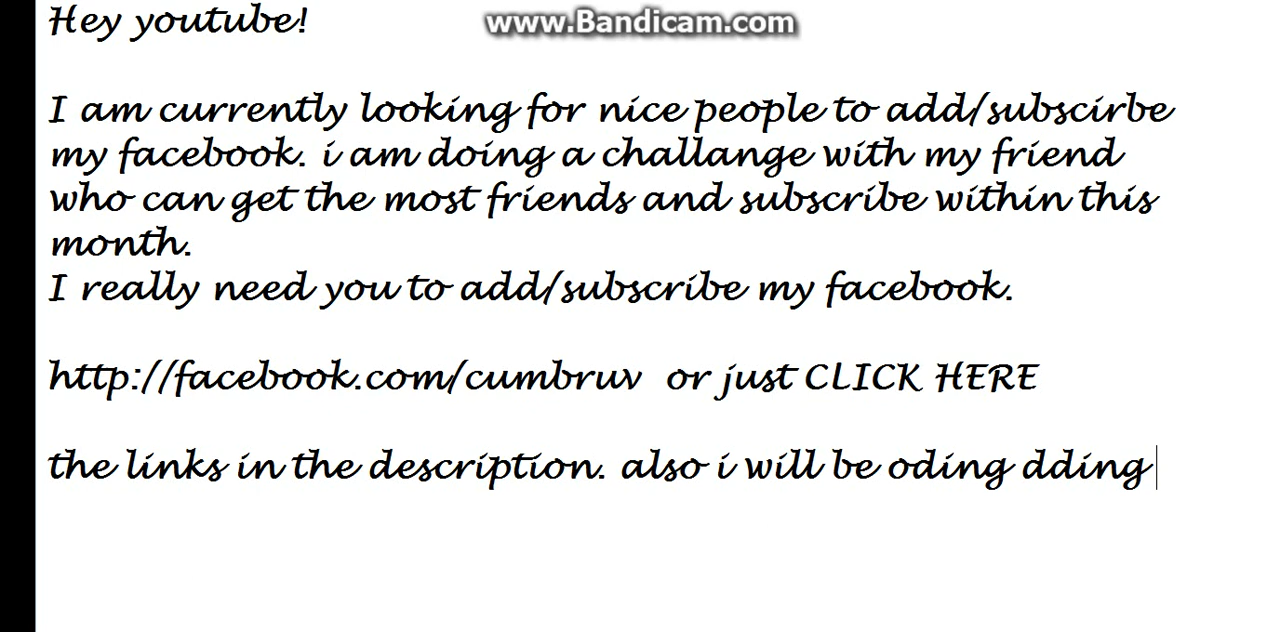 Hey youtube!
www.Bandicam.com
I am currently looking for nice people to add/subscirbe
my facebook. i am doing a challange with my friend
who can get the most friends and subscribe within this
month.
I really need you to add/subscribe my facebook.
http://facebook.com/cumbruv or just CLICK HERE
the links in the description. also i will be oding dding